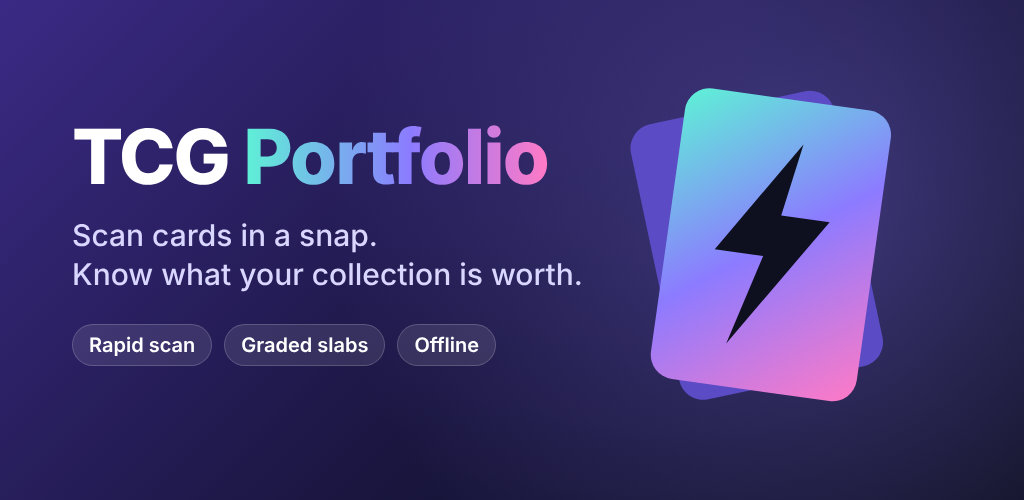 TCG Portfolio
Scan cards in a snap.
Know what your collection is worth.
Rapid scan Graded slabs Offline